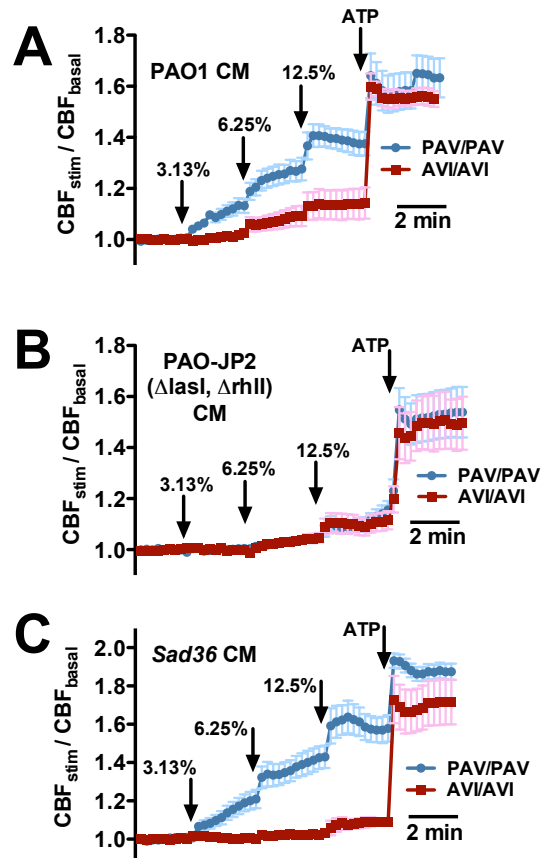 A
PAO1 CM
ATP
12.5%
6.25%
3.13%
CBFstim / CBFbasal
1.8
1.6
1.4
1.2
1.0
PAV/PAV
AVI/AVI
2 min
B
PAO-JP2
(ΔlasI, ΔrhlI)
CM
ATP
12.5%
6.25%
3.13%
CBFstim / CBFbasal
1.8
1.6
1.4
1.2
1.0
PAV/PAV
AVI/AVI
2 min
C
Sad36 CM
ATP
12.5%
6.25%
3.13%
CBFstim / CBFbasal
2.0
1.8
1.6
1.4
1.2
1.0
PAV/PAV
AVI/AVI
2 min